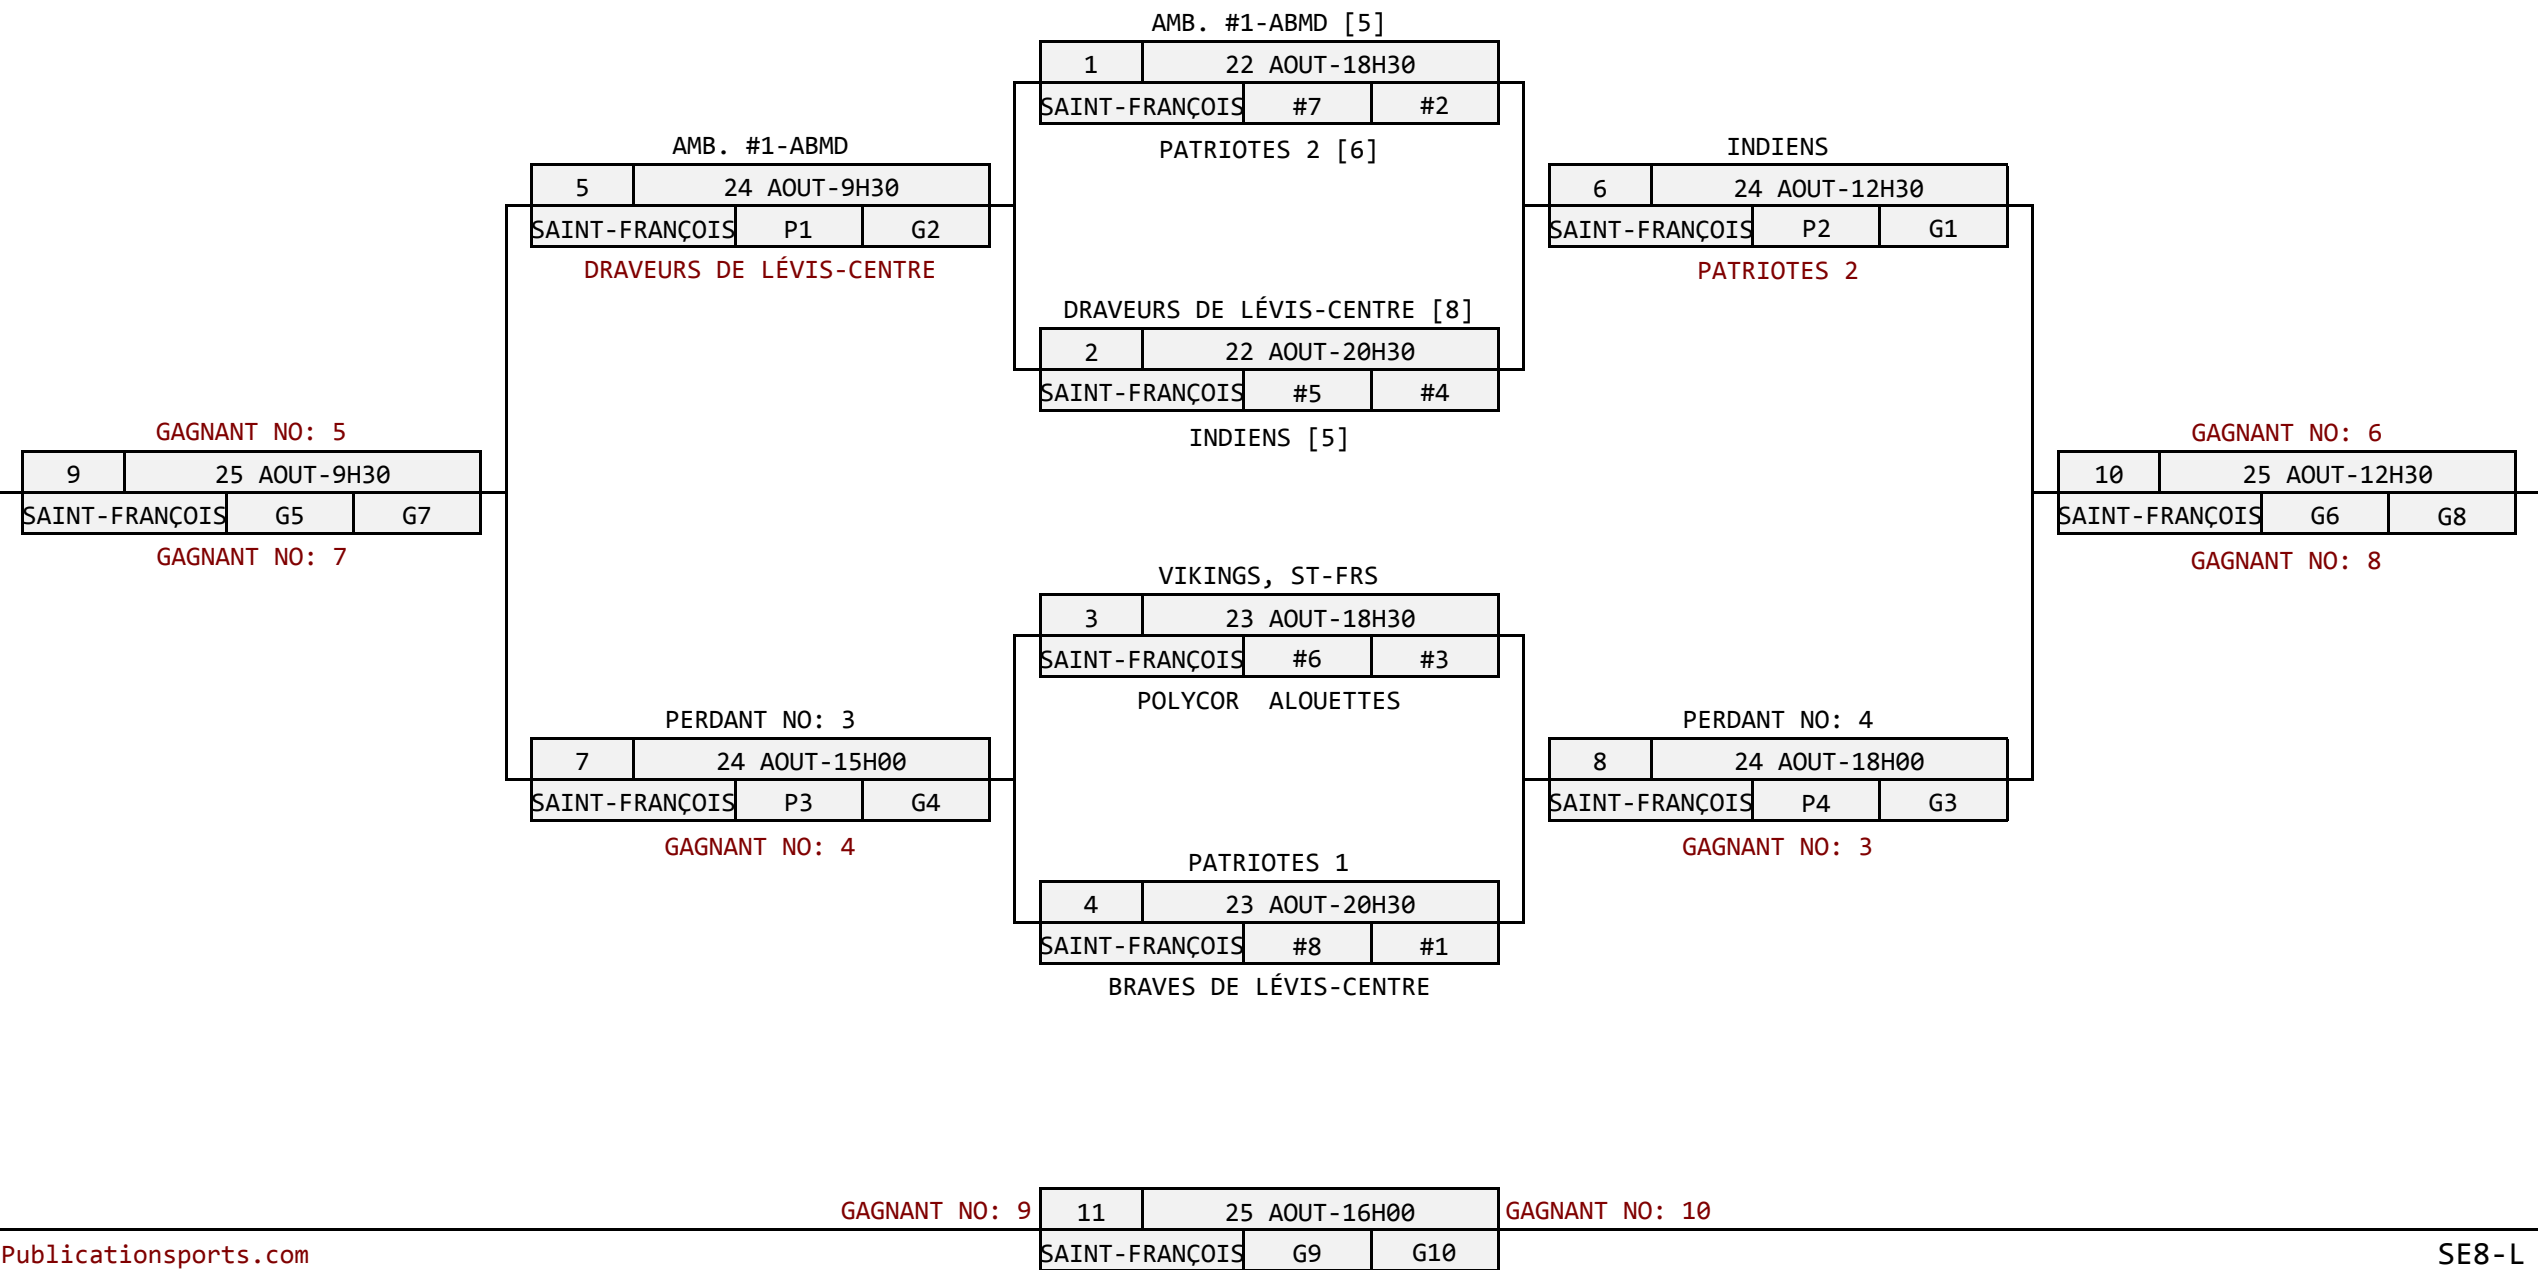 AMB. #1-ABMD [5]
1 22 AOUT-18H30
SAINT-FRANÇOIS #7 #2
PATRIOTES 2 [6]
AMB. #1-ABMD
5 24 AOUT-9H30
SAINT-FRANÇOIS P1 G2
DRAVEURS DE LÉVIS-CENTRE
INDIENS
6 24 AOUT-12H30
SAINT-FRANÇOIS P2 G1
PATRIOTES 2
DRAVEURS DE LÉVIS-CENTRE [8]
2 22 AOUT-20H30
SAINT-FRANÇOIS #5 #4
INDIENS [5]
GAGNANT NO: 5
9 25 AOUT-9H30
SAINT-FRANÇOIS G5 G7
GAGNANT NO: 7
GAGNANT NO: 6
10 25 AOUT-12H30
SAINT-FRANÇOIS G6 G8
GAGNANT NO: 8
VIKINGS, ST-FRS
3 23 AOUT-18H30
SAINT-FRANÇOIS #6 #3
POLYCOR ALOUETTES
PERDANT NO: 3
7 24 AOUT-15H00
SAINT-FRANÇOIS P3 G4
GAGNANT NO: 4
PERDANT NO: 4
8 24 AOUT-18H00
SAINT-FRANÇOIS P4 G3
GAGNANT NO: 3
PATRIOTES 1
4 23 AOUT-20H30
SAINT-FRANÇOIS #8 #1
BRAVES DE LÉVIS-CENTRE
GAGNANT NO: 9 11 25 AOUT-16H00 GAGNANT NO: 10
SAINT-FRANÇOIS G9 G10
Publicationsports.com
SE8-L